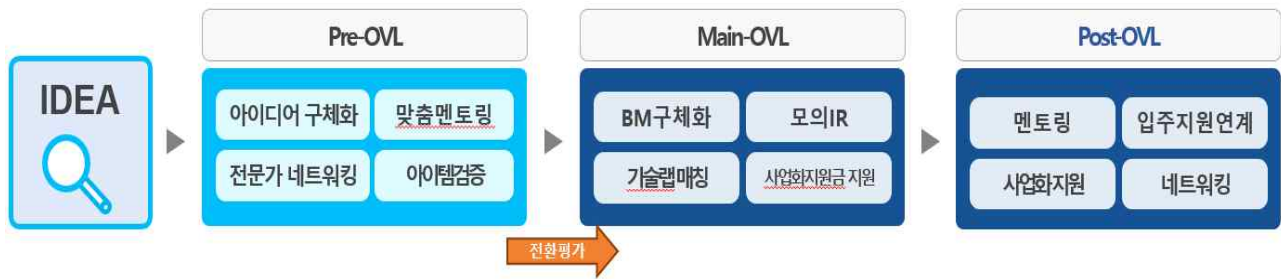 IDEA
Pre-OVL
아이디어 구체화
맞춤멘토링
전문가 네트워킹
아이템검증
전환평가
Main-OVL
BM구체화
모의IR
기술랩매칭
사업화지원금 지원
Post-OVL
멘토링
입주지원연계
사업화지원
네트워킹